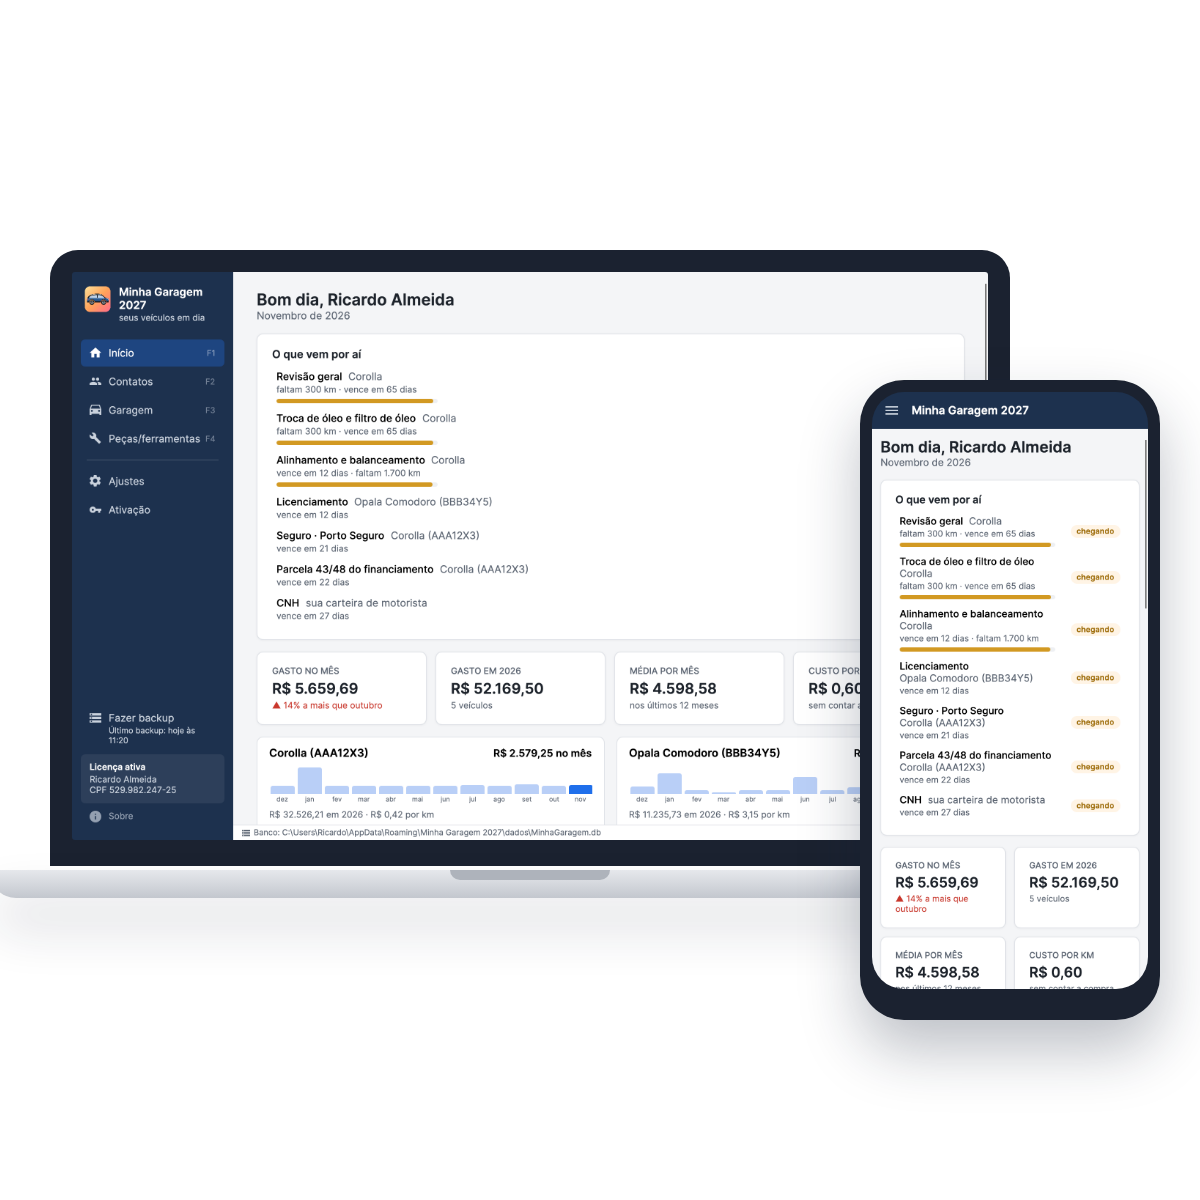 Minha Garagem
2027
seus veículos em dia
Início F1
Contatos F2
Garagem F3
Peças/ferramentas F4
Ajustes
Ativação
Fazer backup
Último backup: hoje às
11:20
Licença ativa
Ricardo Almeida
CPF 529.982.247-25
Sobre
Bom dia, Ricardo Almeida
Novembro de 2026
O que vem por aí
Revisão geral Corolla
faltam 300 km · vence em 65 dias
Troca de óleo e filtro de óleo Corolla
faltam 300 km · vence em 65 dias
Alinhamento e balanceamento Corolla
vence em 12 dias · faltam 1.700 km
Licenciamento Opala Comodoro (BBB34Y5)
vence em 12 dias
Seguro · Porto Seguro Corolla (AAA12X3)
vence em 21 dias
Parcela 43/48 do financiamento Corolla (AAA12X3)
vence em 22 dias
CNH sua carteira de motorista
vence em 27 dias
GASTO NO MÊS
R$ 5.659,69
▲ 14% a mais que outubro
GASTO EM 2026
R$ 52.169,50
5 veículos
MÉDIA POR MÊS
R$ 4.598,58
nos últimos 12 meses
CUSTO POR
R$ 0,60
sem contar a
Corolla (AAA12X3) R$ 2.579,25 no mês
dez jan fev mar abr mai jun jul ago set out nov
R$ 32.526,21 em 2026 · R$ 0,42 por km
Opala Comodoro (BBB34Y5) R
dez jan fev mar abr mai jun jul ag
R$ 11.235,73 em 2026 · R$ 3,15 por km
Banco: C:\Users\Ricardo\AppData\Roaming\Minha Garagem 2027\dados\MinhaGaragem.db
Minha Garagem 2027
Bom dia, Ricardo Almeida
Novembro de 2026
O que vem por aí
Revisão geral Corolla
faltam 300 km · vence em 65 dias
chegando
Troca de óleo e filtro de óleo
Corolla
faltam 300 km · vence em 65 dias
chegando
Alinhamento e balanceamento
Corolla
vence em 12 dias · faltam 1.700 km
chegando
Licenciamento
Opala Comodoro (BBB34Y5)
vence em 12 dias
chegando
Seguro · Porto Seguro
Corolla (AAA12X3)
vence em 21 dias
chegando
Parcela 43/48 do financiamento
Corolla (AAA12X3)
vence em 22 dias
chegando
CNH sua carteira de motorista
vence em 27 dias
chegando
GASTO NO MÊS
R$ 5.659,69
▲ 14% a mais que
outubro
GASTO EM 2026
R$ 52.169,50
5 veículos
MÉDIA POR MÊS
R$ 4.598,58
nos últimos 12 meses
CUSTO POR KM
R$ 0,60
sem contar a compra